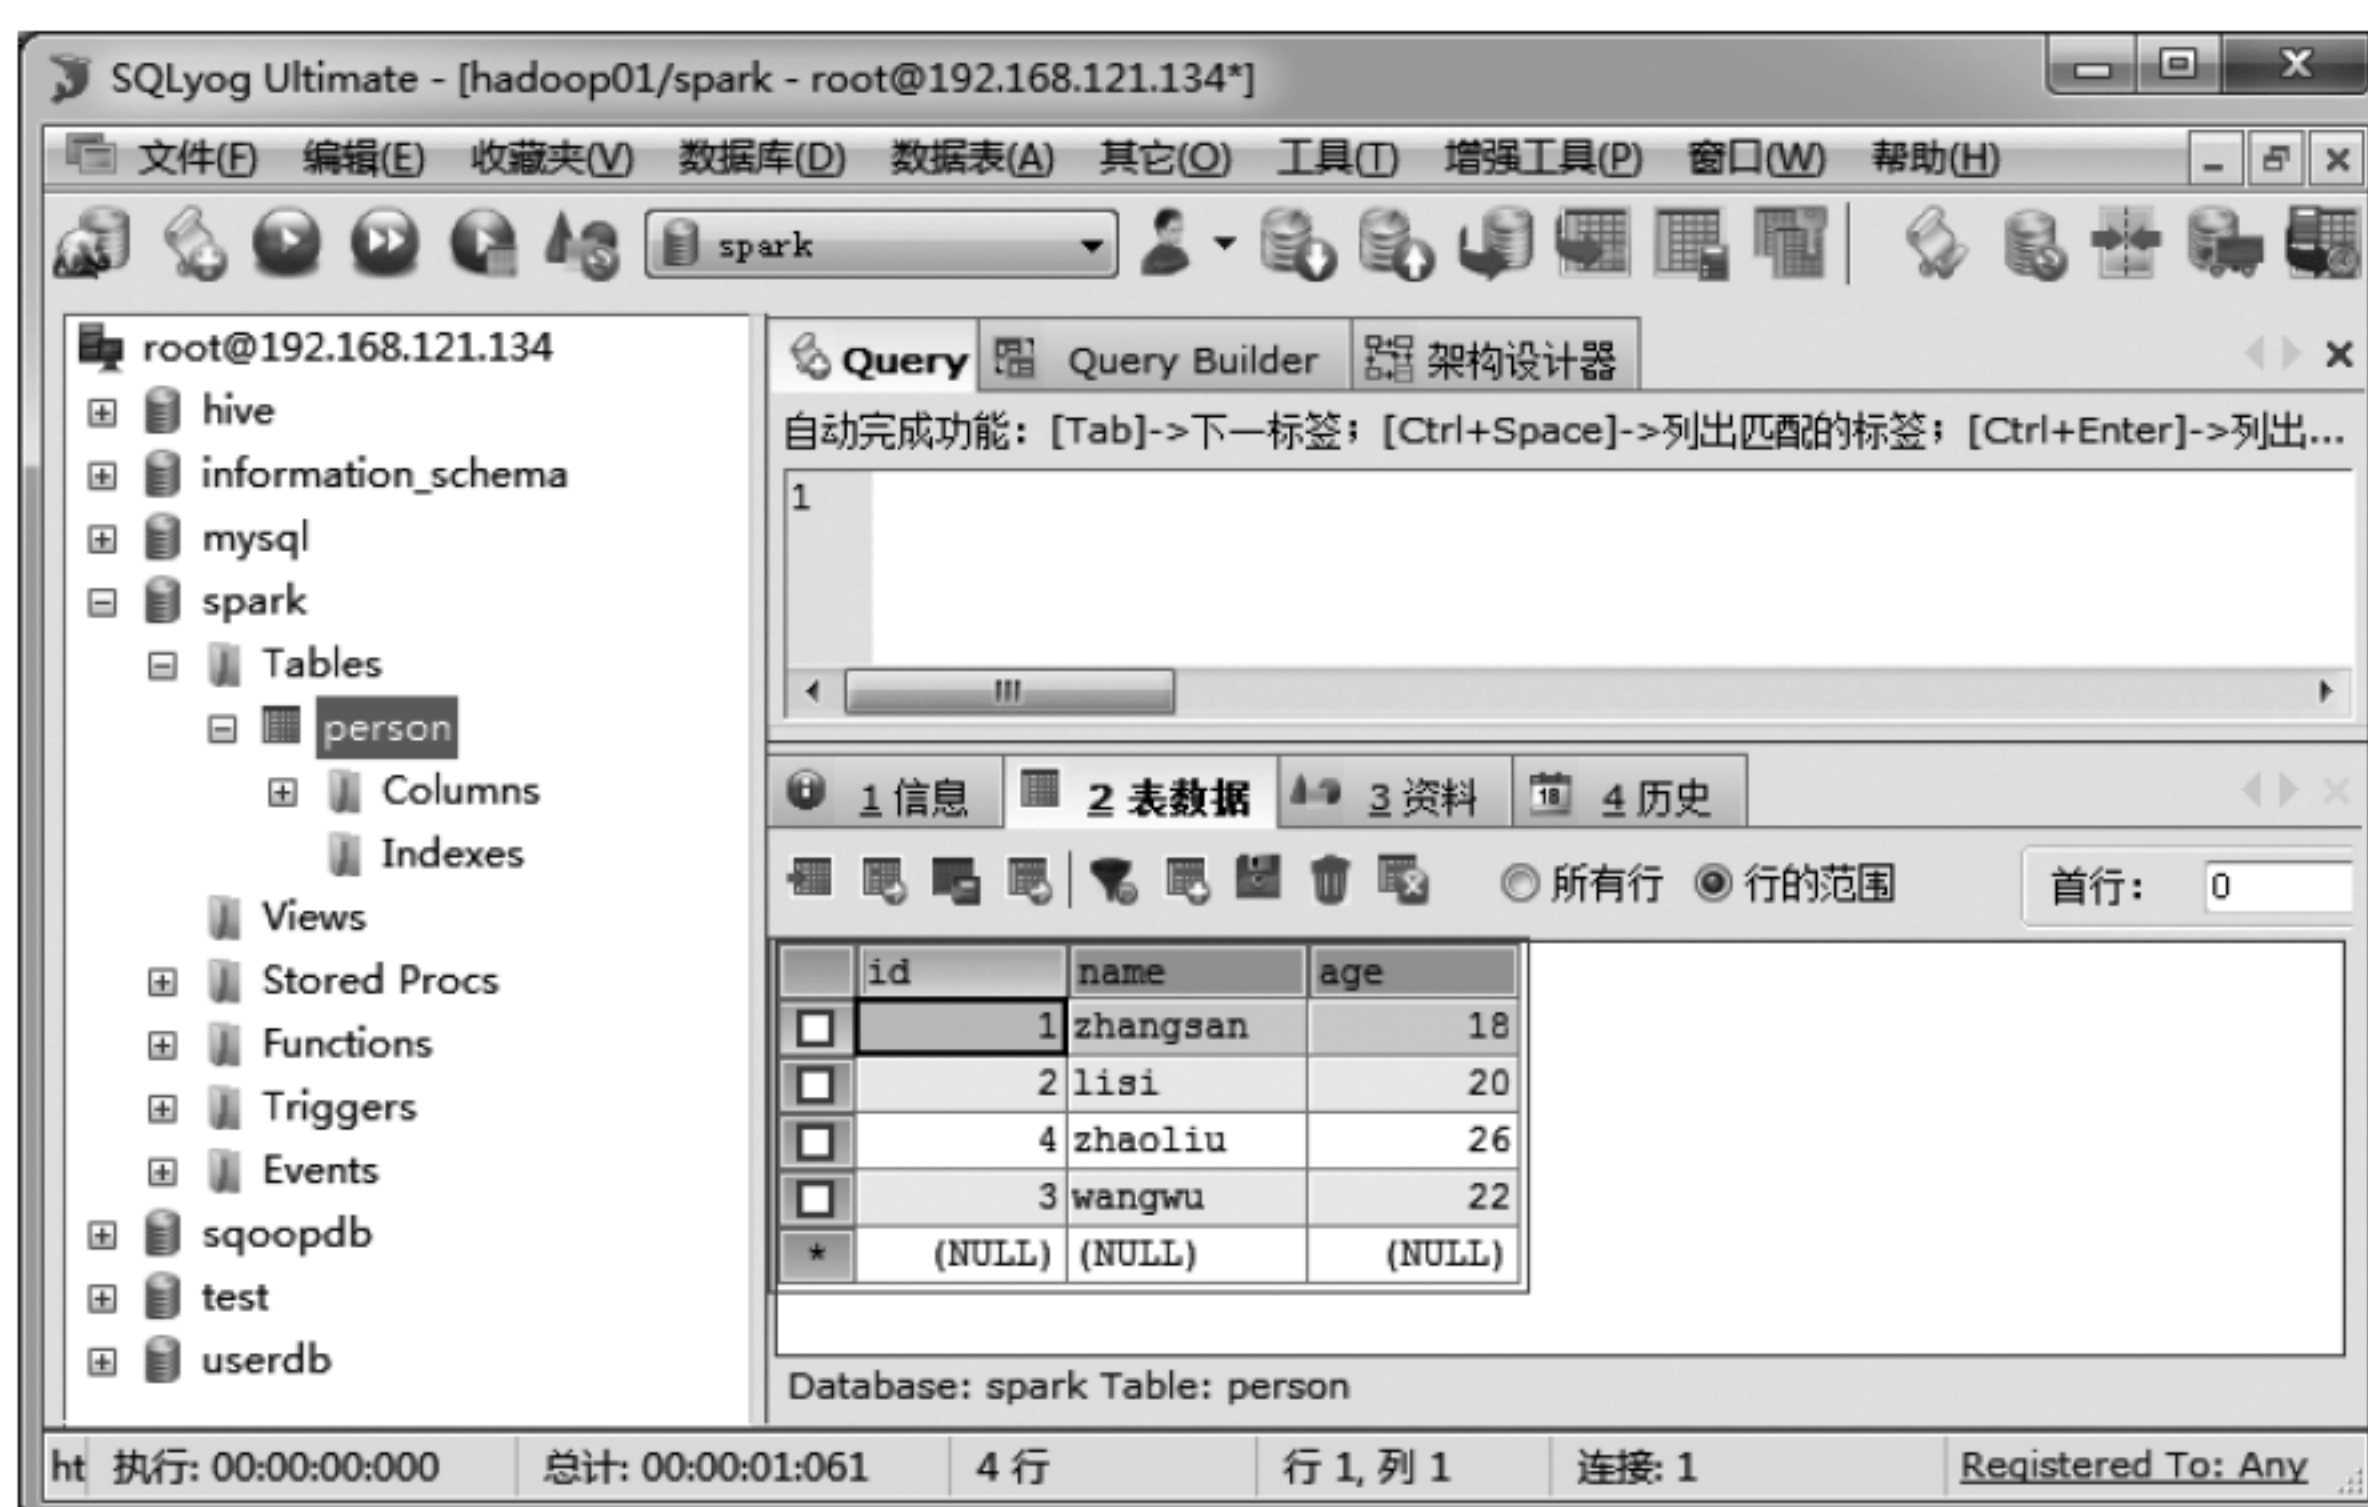 SQLyog Ultimate - [hadoop01/spark - root@192.168.121.134*]
文件(F) 编辑(E) 收藏夹(V) 数据库(D) 数据表(A) 其它(O) 工具(T) 增强工具(P) 窗口(W) 帮助(H)
spark
root@192.168.121.134
hive
information_schema
mysql
spark
Tables
person
Columns
Indexes
Views
Stored Procs
Functions
Triggers
Events
sqoopdb
test
userdb
Query Query Builder 架构设计器
自动完成功能：[Tab]->下一标签；[Ctrl+Space]->列出匹配的标签；[Ctrl+Enter]->列出...
1
1 信息 2 表数据 3 资料 18 4 历史
所有行 行的范围 首行： 0
id name age
1 zhangsan 18
2 lisi 20
4 zhaoliu 26
3 wangwu 22
* (NULL) (NULL) (NULL)
Database: spark Table: person
ht 执行: 00:00:00:000 总计: 00:00:01:061 4 行 行 1, 列 1 连接: 1 Registered To: Any